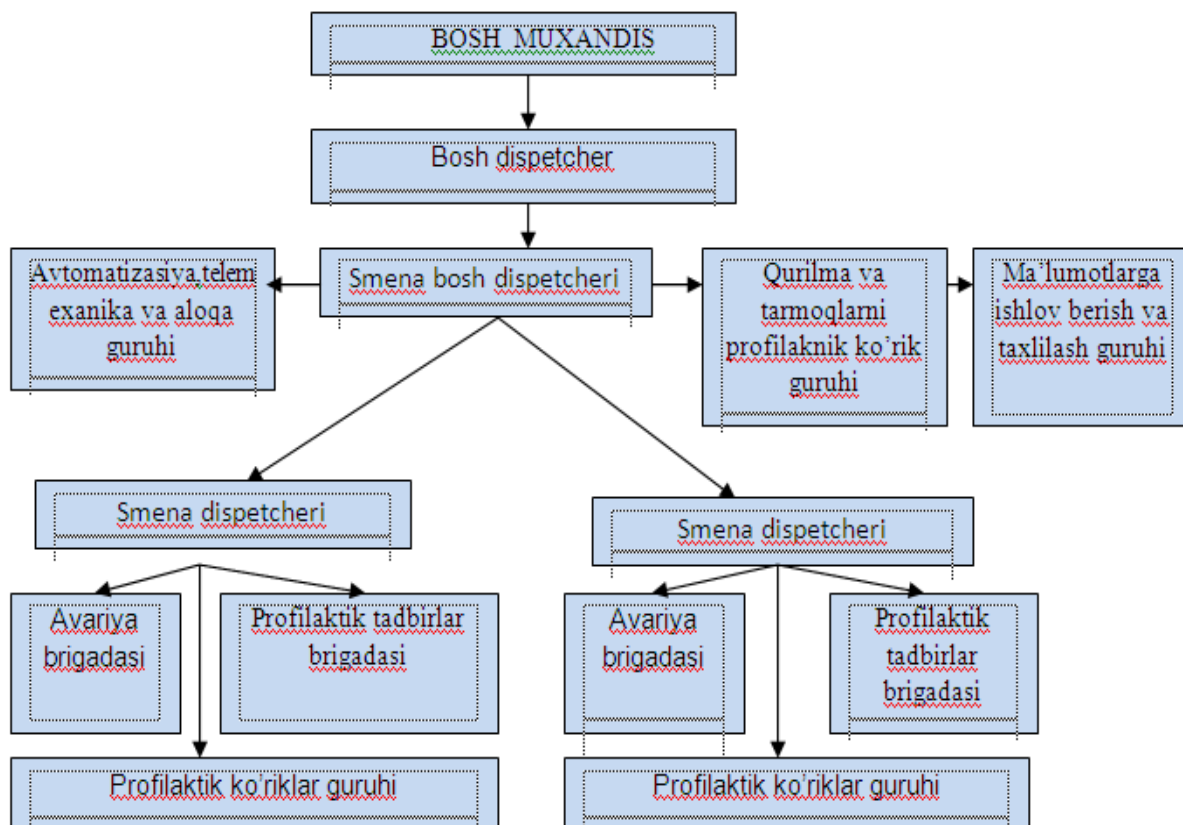 BOSH MUXANDIS
Bosh dispetcher
Avtomatizasiya,telem
exanika va aloqa
guruhi
Smena bosh dispetcheri
Qurilma va
tarmoqlarni
profilaknik ko’rik
guruhi
Ma’lumotlarga
ishlov berish va
taxlilash guruhi
Smena dispetcheri
Smena dispetcheri
Avariya
brigadasi
Profilaktik tadbirlar
brigadasi
Avariya
brigadasi
Profilaktik
tadbirlar
brigadasi
Profilaktik ko’riklar guruhi
Profilaktik ko’riklar guruhi